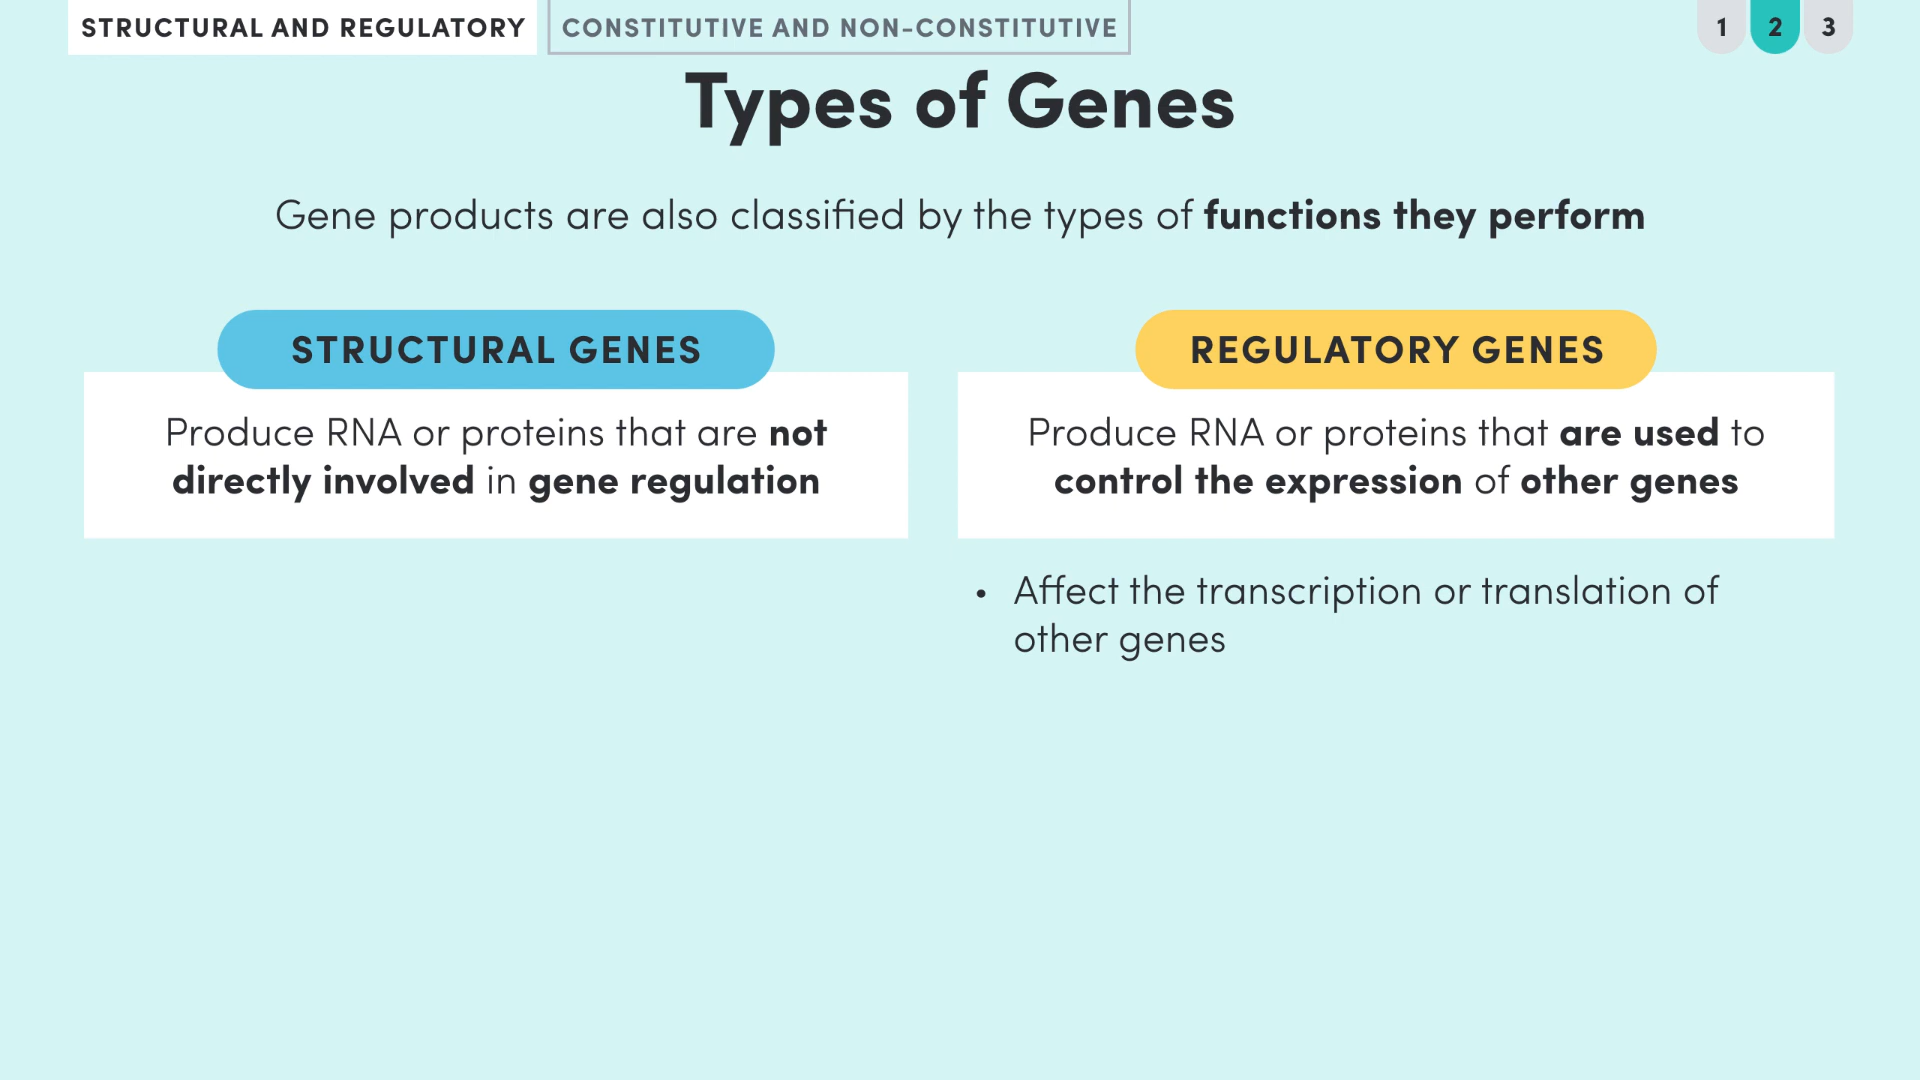 STRUCTURAL AND REGULATORY
CONSTITUTIVE AND NON-CONSTITUTIVE
1 2 3
Types of Genes
Gene products are also classified by the types of functions they perform
STRUCTURAL GENES
Produce RNA or proteins that are not
directly involved in gene regulation
REGULATORY GENES
Produce RNA or proteins that are used to
control the expression of other genes
• Affect the transcription or translation of
other genes